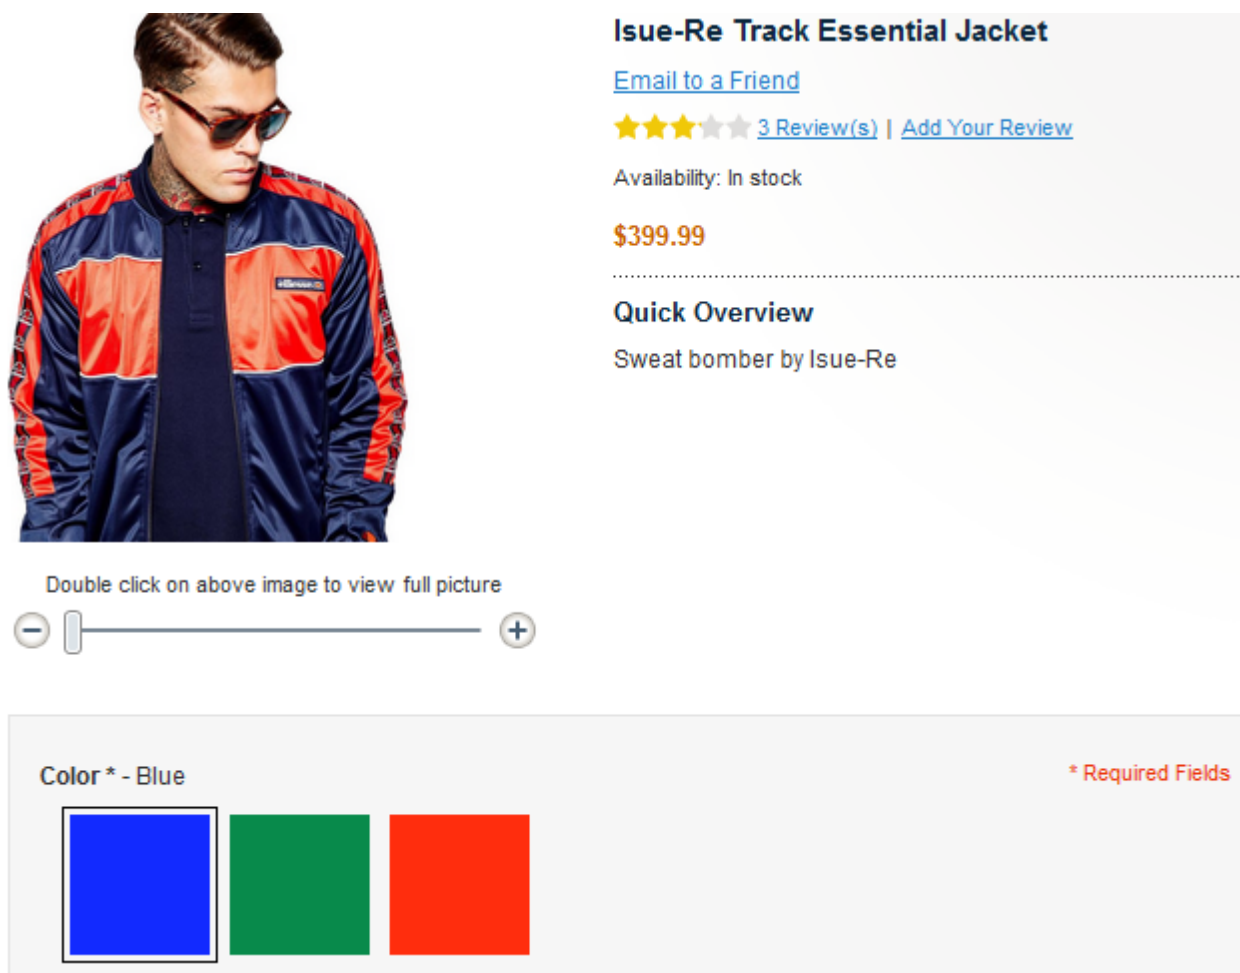 Isue-Re Track Essential Jacket
Email to a Friend
3 Review(s) | Add Your Review
Availability: In stock
$399.99
Quick Overview
Sweat bomber by Isue-Re
Double click on above image to view full picture
Color * - Blue
* Required Fields